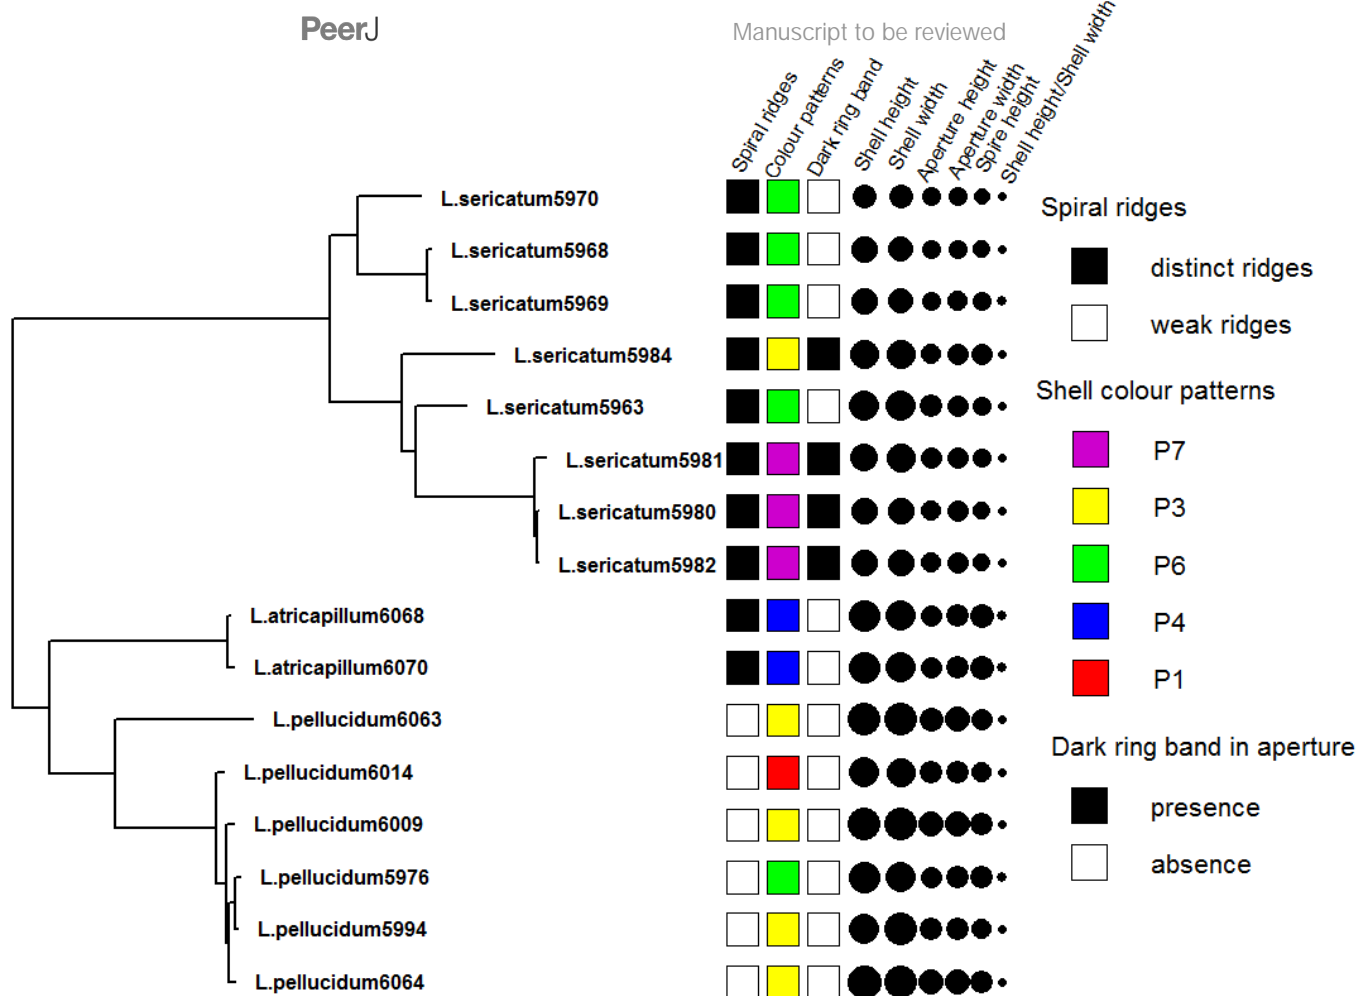 PeerJ
Manuscript to be reviewed
Spiral ridges
Colour patterns
Dark ring band
Shell height
Shell width
Aperture height
Aperture width
Spire height
Shell height/Shell width
L.sericatum5970
L.sericatum5968
L.sericatum5969
L.sericatum5984
L.sericatum5963
L.sericatum5981
L.sericatum5980
L.sericatum5982
L.atricapillum6068
L.atricapillum6070
L.pellucidum6063
L.pellucidum6014
L.pellucidum6009
L.pellucidum5976
L.pellucidum5994
L.pellucidum6064
Spiral ridges
distinct ridges
weak ridges
Shell colour patterns
P7
P3
P6
P4
P1
Dark ring band in aperture
presence
absence